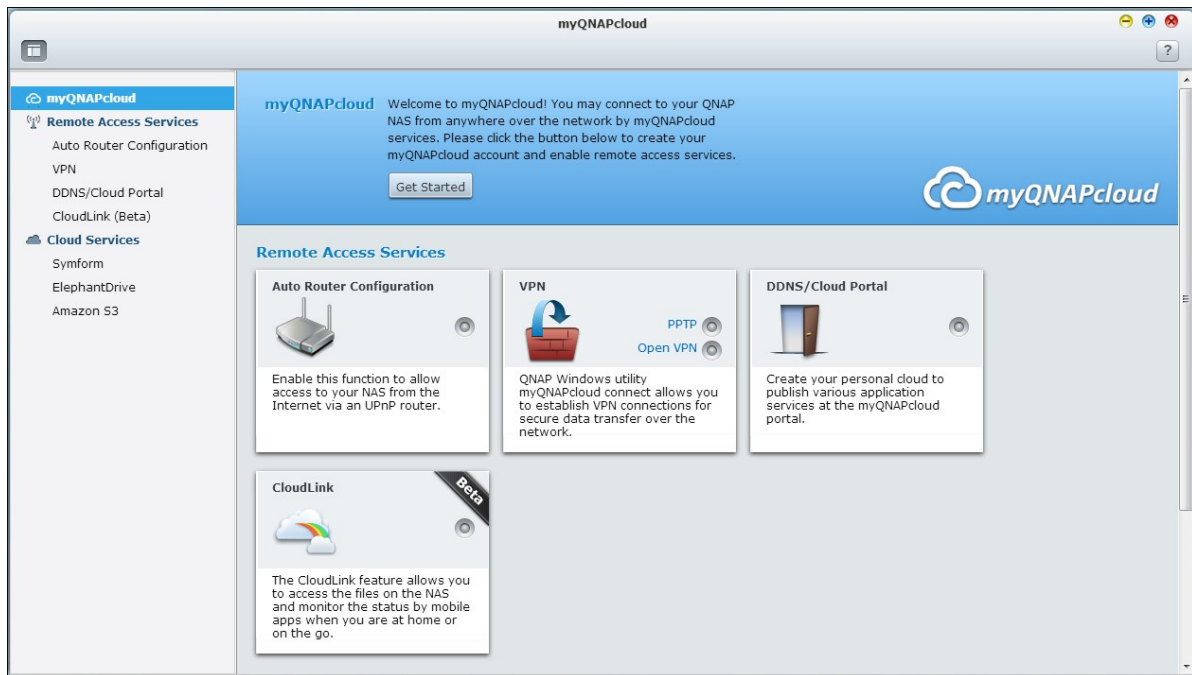 myQNAPcloud
?
myQNAPcloud
Remote Access Services
Auto Router Configuration
VPN
DDNS/Cloud Portal
CloudLink (Beta)
Cloud Services
Symform
ElephantDrive
Amazon S3
myQNAPcloud
Welcome to myQNAPcloud! You may connect to your QNAP
NAS from anywhere over the network by myQNAPcloud
services. Please click the button below to create your
myQNAPcloud account and enable remote access services.
Get Started
myQNAPcloud
Remote Access Services
Auto Router Configuration
Enable this function to allow
access to your NAS from the
Internet via an UPnP router.
VPN
PPTP
Open VPN
QNAP Windows utility
myQNAPcloud connect allows you
to establish VPN connections for
secure data transfer over the
network.
DDNS/Cloud Portal
Create your personal cloud to
publish various application
services at the myQNAPcloud
portal.
CloudLink
Beta
The CloudLink feature allows you
to access the files on the NAS
and monitor the status by mobile
apps when you are at home or
on the go.